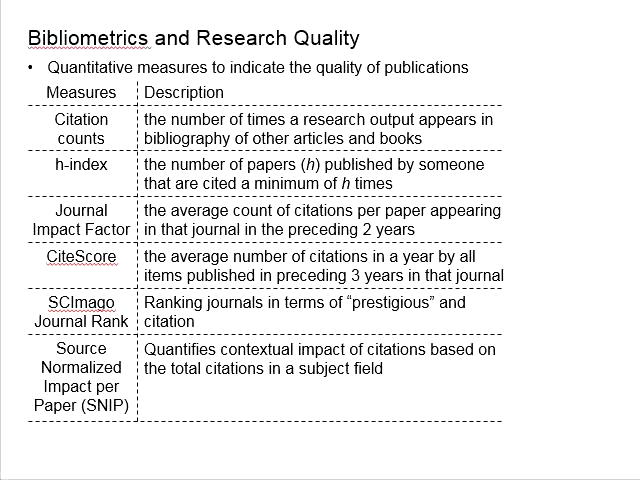 Bibliometrics and Research Quality
• Quantitative measures to indicate the quality of publications
Measures Description
Citation counts the number of times a research output appears in
bibliography of other articles and books
h-index the number of papers (h) published by someone
that are cited a minimum of h times
Journal Impact Factor the average count of citations per paper appearing
in that journal in the preceding 2 years
CiteScore the average number of citations in a year by all
items published in preceding 3 years in that journal
SCImago Journal Rank Ranking journals in terms of “prestigious” and
citation
Source Normalized Impact per Paper (SNIP) Quantifies contextual impact of citations based on
the total citations in a subject field